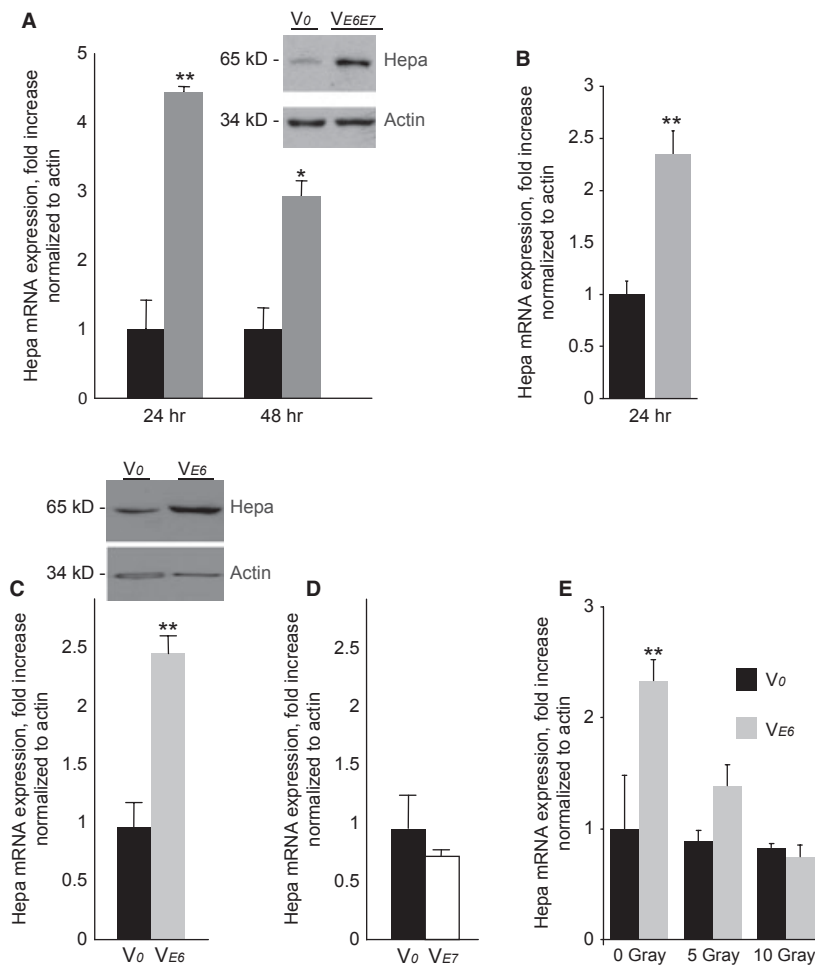 A
Hepa mRNA expression, fold increase
normalized to actin
5
4
3
2
1
0
**
*
24 hr
48 hr
V0 VE6E7
65 kD - Hepa
34 kD - Actin
B
Hepa mRNA expression, fold increase
normalized to actin
3
2.5
2
1.5
1
0.5
0
**
24 hr
V0 VE6
65 kD - Hepa
34 kD - Actin
C
Hepa mRNA expression, fold increase
normalized to actin
2.5
2
1.5
1
0.5
0
**
V0 VE6
D
Hepa mRNA expression, fold increase
normalized to actin
2.5
2
1.5
1
0.5
0
V0 VE7
E
Hepa mRNA expression, fold increase
normalized to actin
3
2
1
0
**
V0
VE6
0 Gray 5 Gray 10 Gray